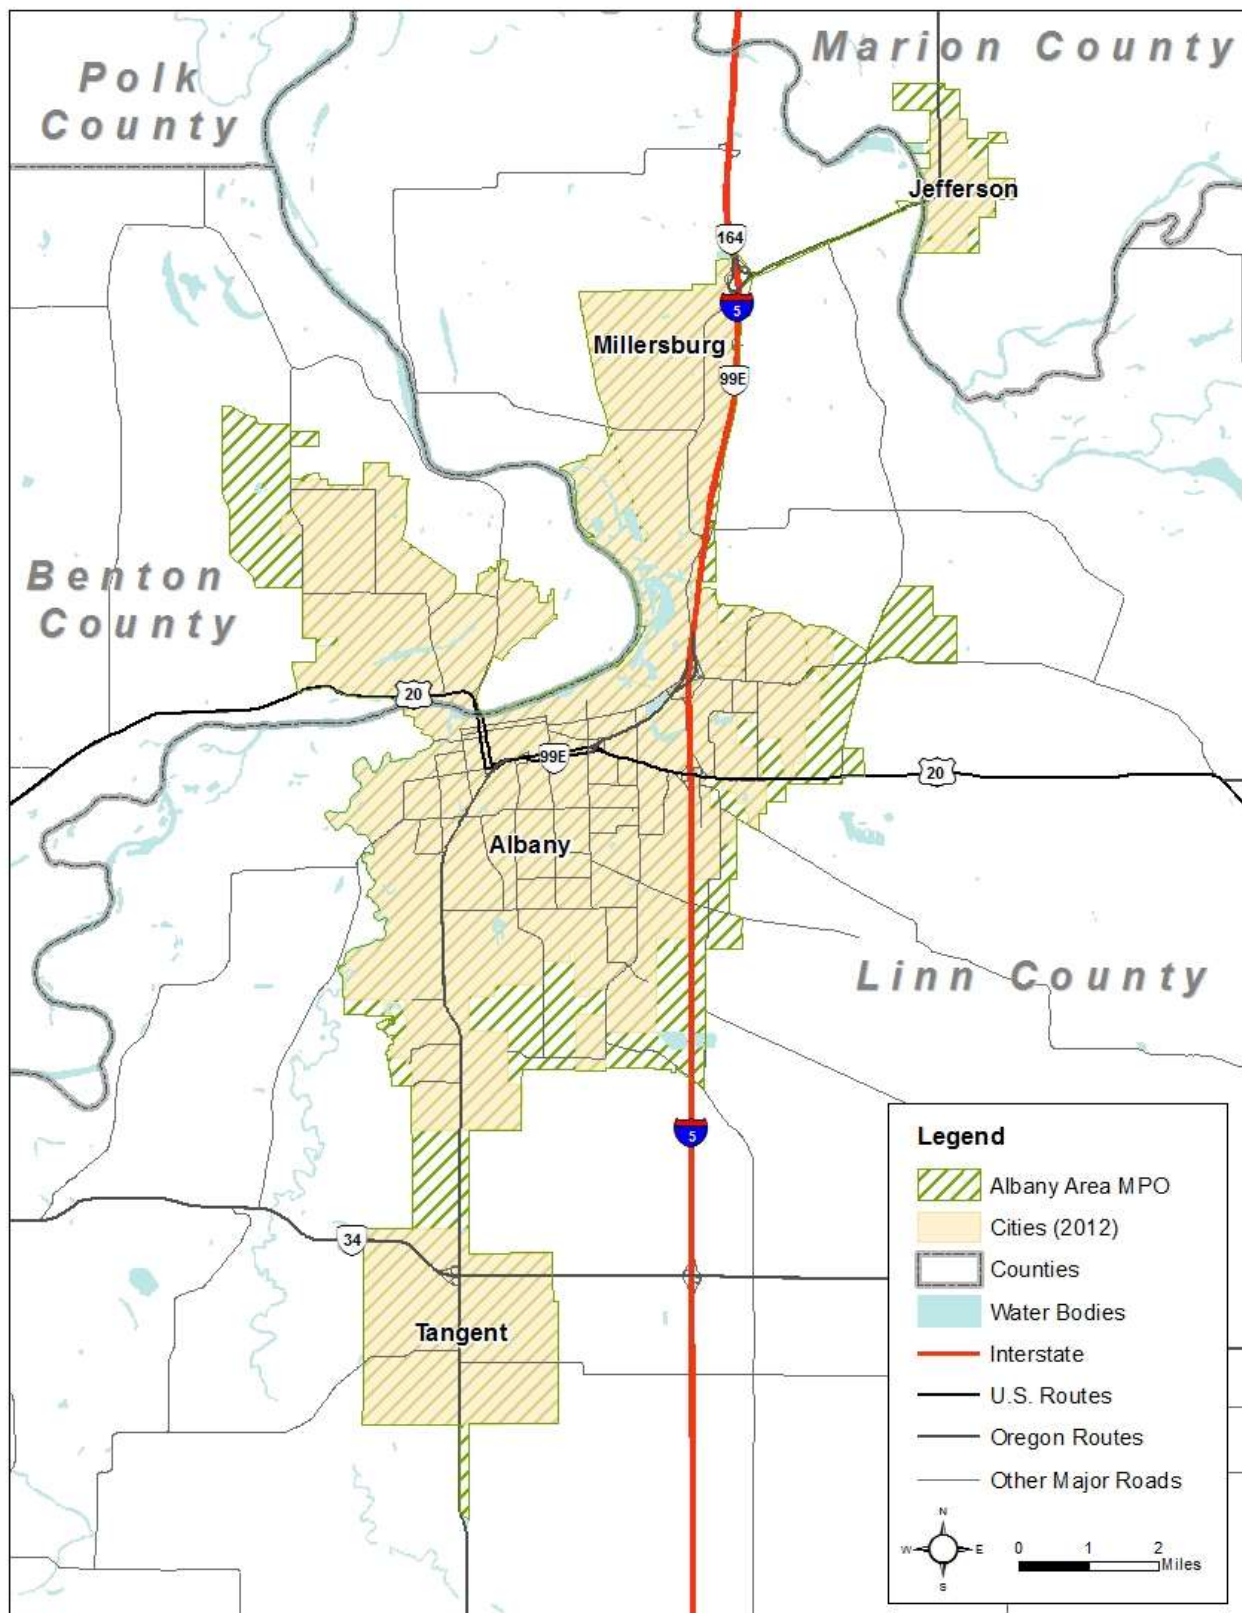 Marion County
Polk
County
Jefferson
164
5
Millersburg
99E
Benton
County
20
99E
20
Albany
Linn County
5
34
Tangent
Legend
Albany Area MPO
Cities (2012)
Counties
Water Bodies
Interstate
U.S. Routes
Oregon Routes
Other Major Roads
N
W E
S
0 1 2
Miles